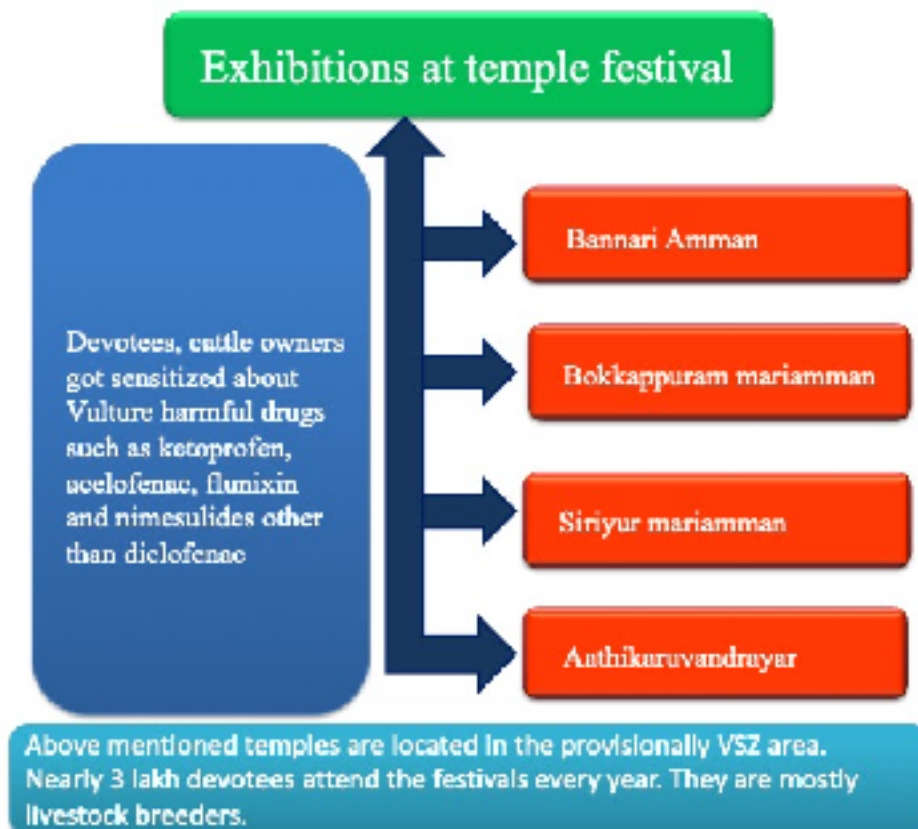 Exhibitions at temple festival
Devotees, cattle owners
got sensitized about
Vulture harmful drugs
such as ketoprofen,
acelofenac, flunixin
and nimesulides other
than diclofenac
Bannari Amman
Bokkappuram mariamman
Siriyur mariamman
Aathikaruvandrayar
Above mentioned temples are located in the provisionally VSZ area.
Nearly 3 lakh devotees attend the festivals every year. They are mostly
livestock breeders.